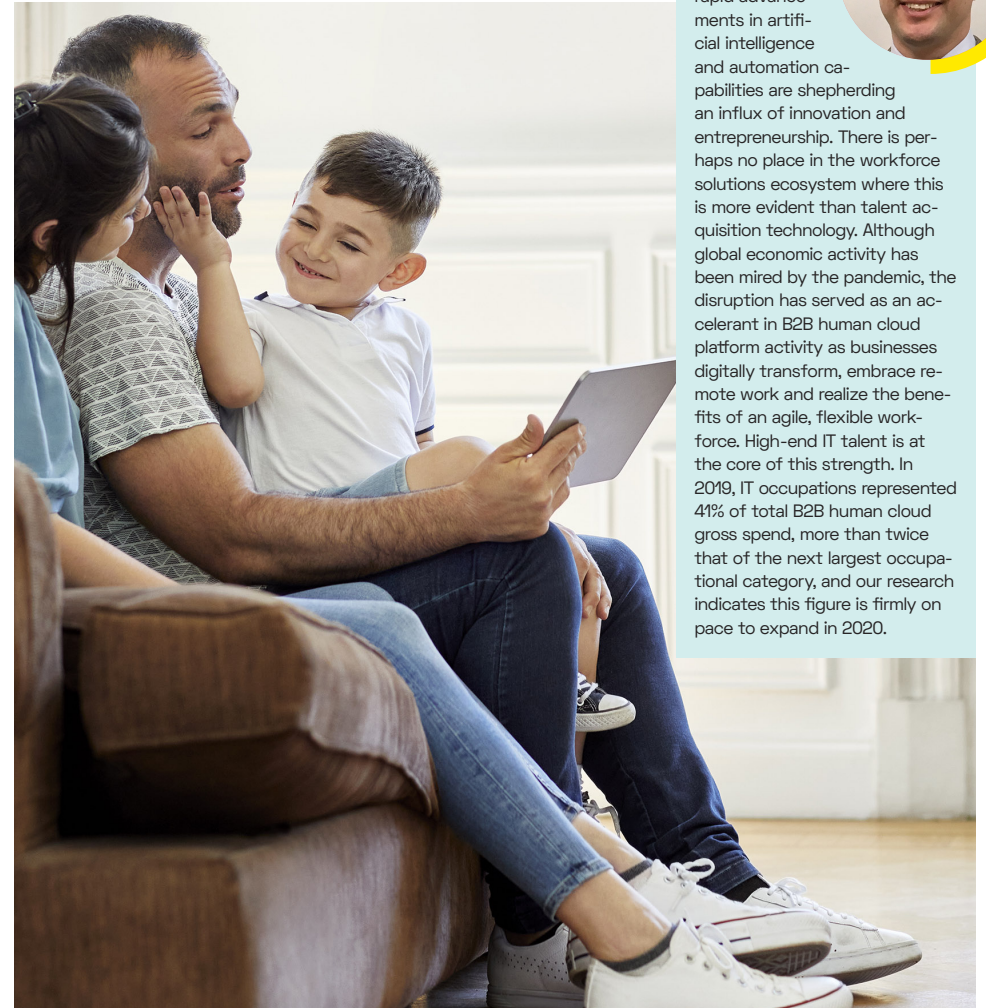 rapid advance-
ments in artifi-
cial intelligence
and automation ca-
pabilities are shepherding
an influx of innovation and
entrepreneurship. There is per-
haps no place in the workforce
solutions ecosystem where this
is more evident than talent ac-
quisition technology. Although
global economic activity has
been mired by the pandemic, the
disruption has served as an ac-
celerant in B2B human cloud
platform activity as businesses
digitally transform, embrace re-
mote work and realize the bene-
fits of an agile, flexible work-
force. High-end IT talent is at
the core of this strength. In
2019, IT occupations represented
41% of total B2B human cloud
gross spend, more than twice
that of the next largest occupa-
tional category, and our research
indicates this figure is firmly on
pace to expand in 2020.